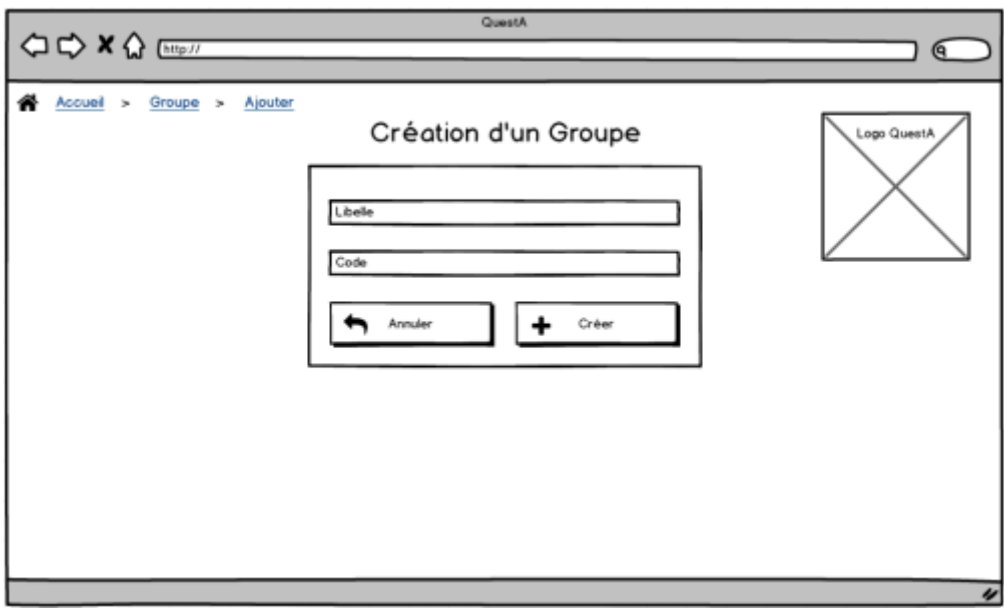 QuestA
http://
Accueil > Groupe > Ajouter
Création d'un Groupe
Logo QuestA
Libelle
Code
Annuler
Créer